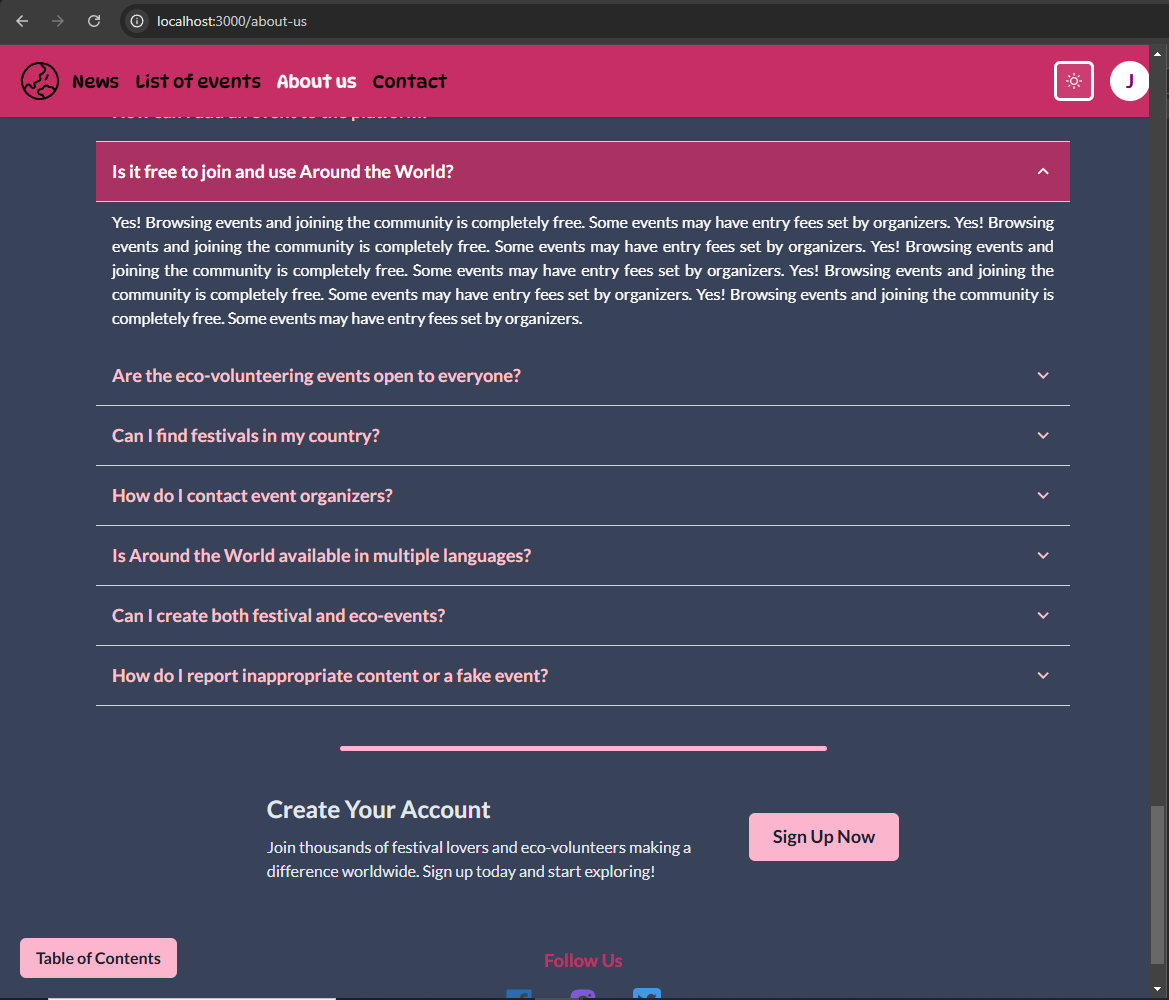 localhost:3000/about-us
News List of events About us Contact
J
Is it free to join and use Around the World?
Yes! Browsing events and joining the community is completely free. Some events may have entry fees set by organizers. Yes! Browsing
events and joining the community is completely free. Some events may have entry fees set by organizers. Yes! Browsing events and
joining the community is completely free. Some events may have entry fees set by organizers. Yes! Browsing events and joining the
community is completely free. Some events may have entry fees set by organizers. Yes! Browsing events and joining the community is
completely free. Some events may have entry fees set by organizers.
Are the eco-volunteering events open to everyone?
Can I find festivals in my country?
How do I contact event organizers?
Is Around the World available in multiple languages?
Can I create both festival and eco-events?
How do I report inappropriate content or a fake event?
Create Your Account
Join thousands of festival lovers and eco-volunteers making a
difference worldwide. Sign up today and start exploring!
Sign Up Now
Table of Contents
Follow Us